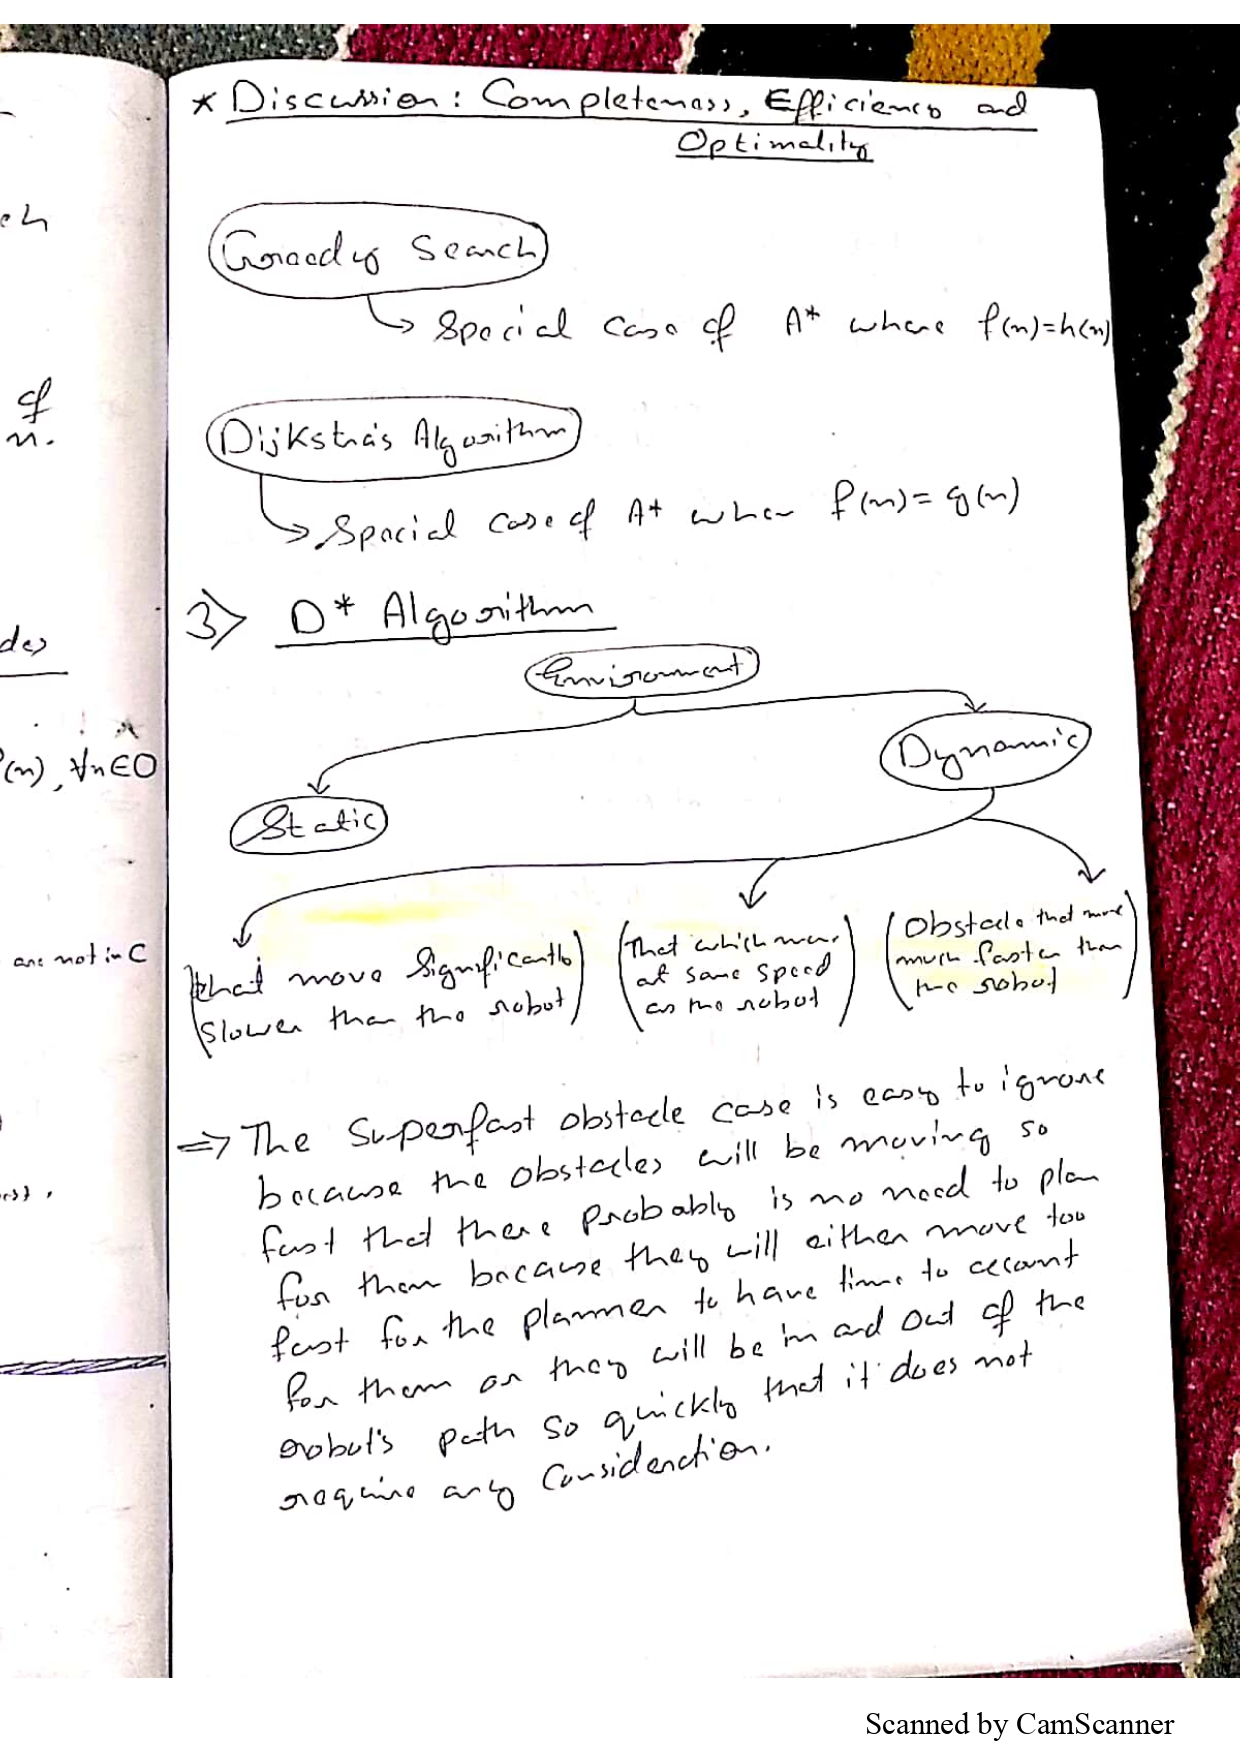 * Discussion: Completeness, Efficiency and
Optimality
Greedy Search
Special case of A* where f(n)=h(n)
Dijkstra's Algorithm
Special case of A* when f(n)=g(n)
3> D* Algorithm
Environment
Dynamic
Static
(that move significantly
slower than the robot)
(That which move
at same speed
as the robot)
(Obstacle that move
much faster than
the robot)
⇒ The superfast obstacle case is easy to ignore
because the obstacles will be moving so
fast that there probably is no need to plan
for them because they will either move too
fast for the planner to have time to account
for them or they will be in and out of the
robot's path so quickly that it does not
require any Consideration.
ch
of
n.
des
(n), ∀n∈O
are not in C
Scanned by CamScanner